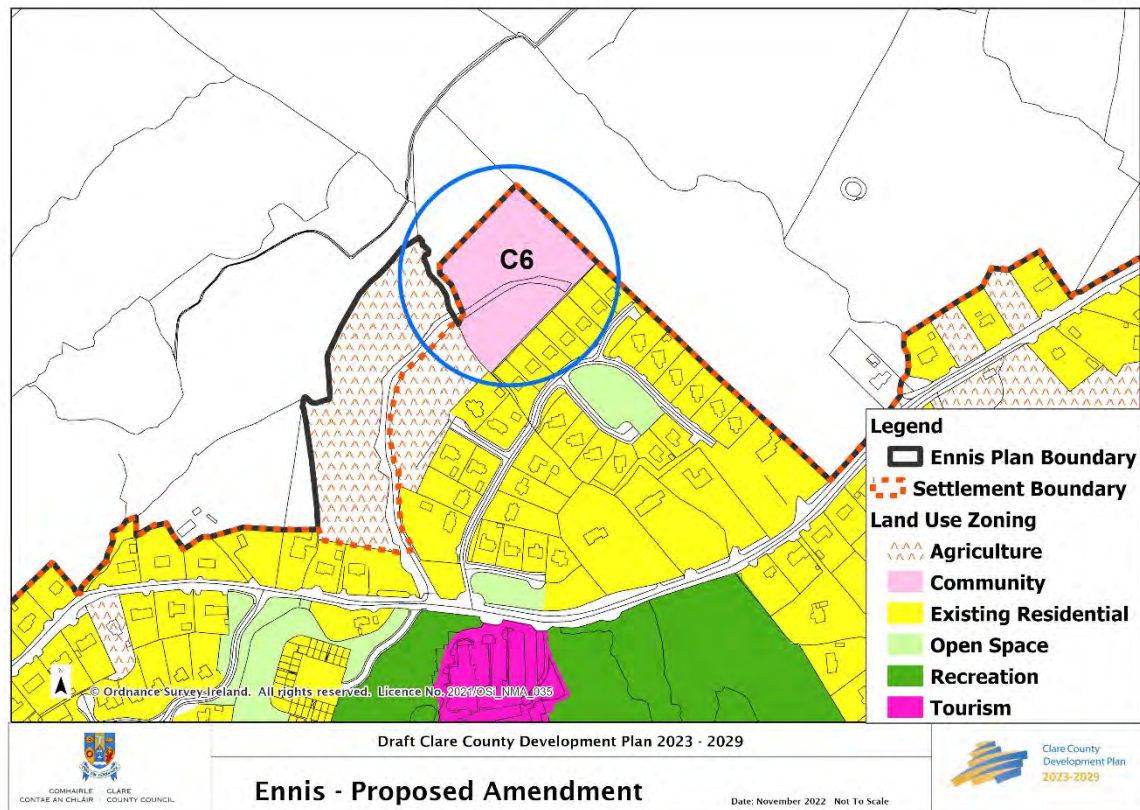 C6
Legend
Ennis Plan Boundary
Settlement Boundary
Land Use Zoning
Agriculture
Community
Existing Residential
Open Space
Recreation
Tourism
© Ordnance Survey Ireland. All rights reserved. Licence No. 2021/OSI_NMA_035
COMHAIRLE CONTAE AN CHLÁIR
CLARE COUNTY COUNCIL
Draft Clare County Development Plan 2023 - 2029
Ennis - Proposed Amendment
Date: November 2022 Not To Scale
Clare County
Development Plan
2023-2029